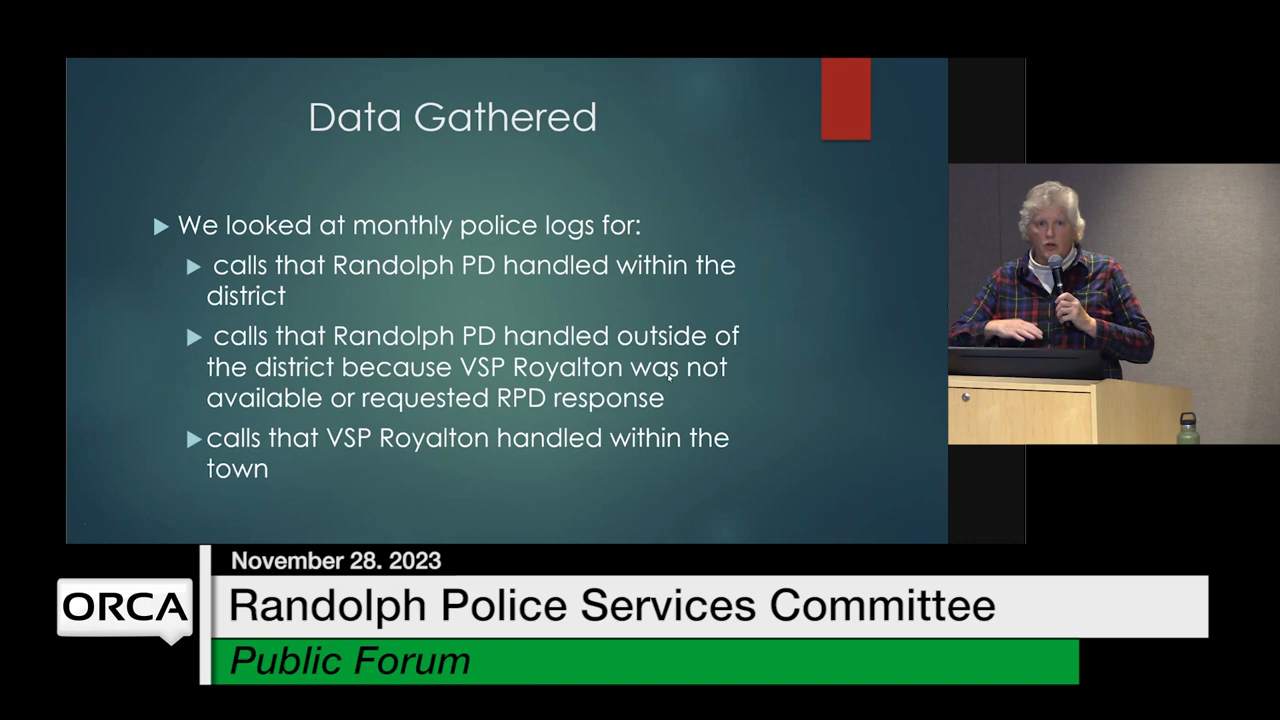 Data Gathered
We looked at monthly police logs for:
calls that Randolph PD handled within the
district
calls that Randolph PD handled outside of
the district because VSP Royalton was not
available or requested RPD response
calls that VSP Royalton handled within the
town
November 28. 2023
ORCA
Randolph Police Services Committee
Public Forum